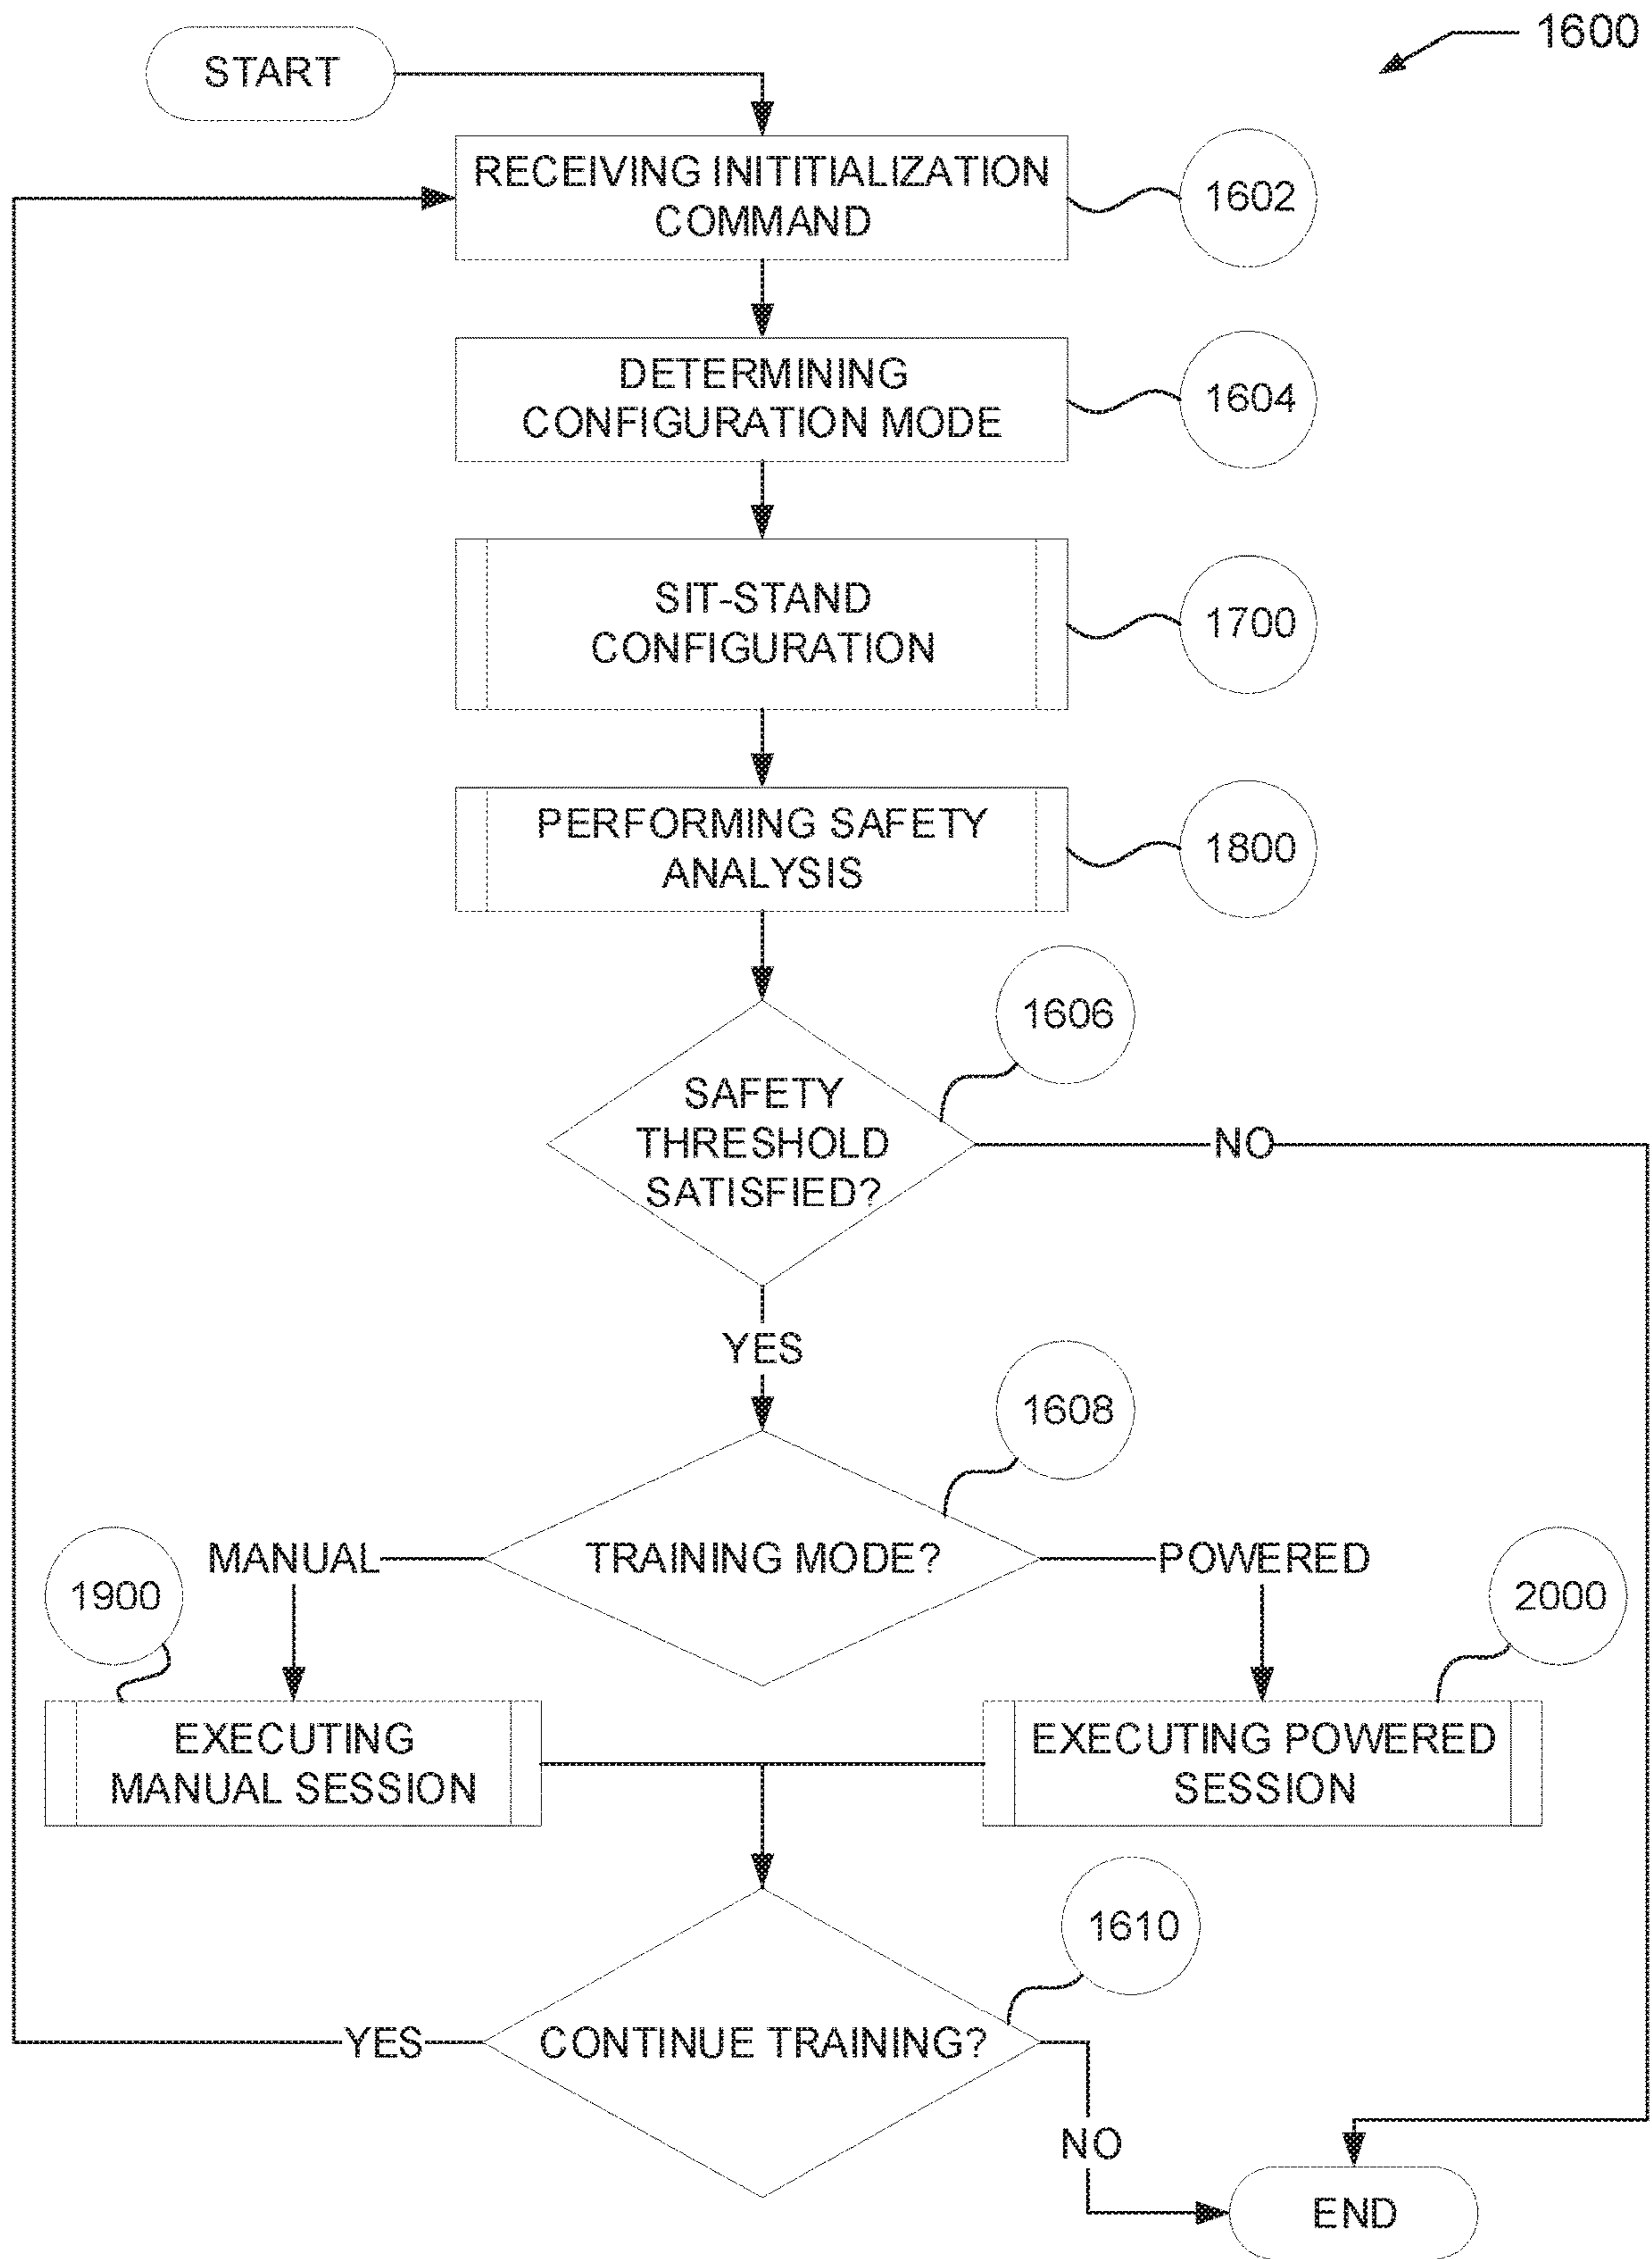 1600
START
RECEIVING INITITIALIZATION
COMMAND
1602
DETERMINING
CONFIGURATION MODE
1604
SIT-STAND
CONFIGURATION
1700
PERFORMING SAFETY
ANALYSIS
1800
1606
SAFETY
THRESHOLD
SATISFIED?
NO
YES
1608
MANUAL
TRAINING MODE?
POWERED
1900
2000
EXECUTING
MANUAL SESSION
EXECUTING POWERED
SESSION
1610
YES
CONTINUE TRAINING?
NO
END